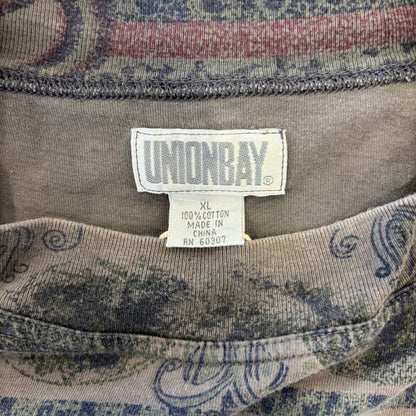 UNIONBAY®
XL
100% COTTON
MADE IN
CHINA
RN 60307